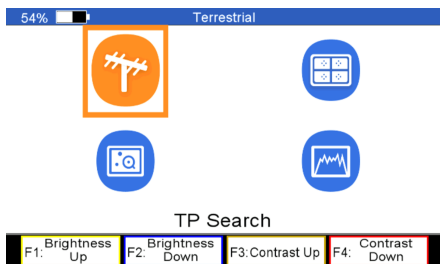 54%
Terrestrial
TP Search
F1: Brightness Up
F2: Brightness Down
F3:Contrast Up
F4: Contrast Down